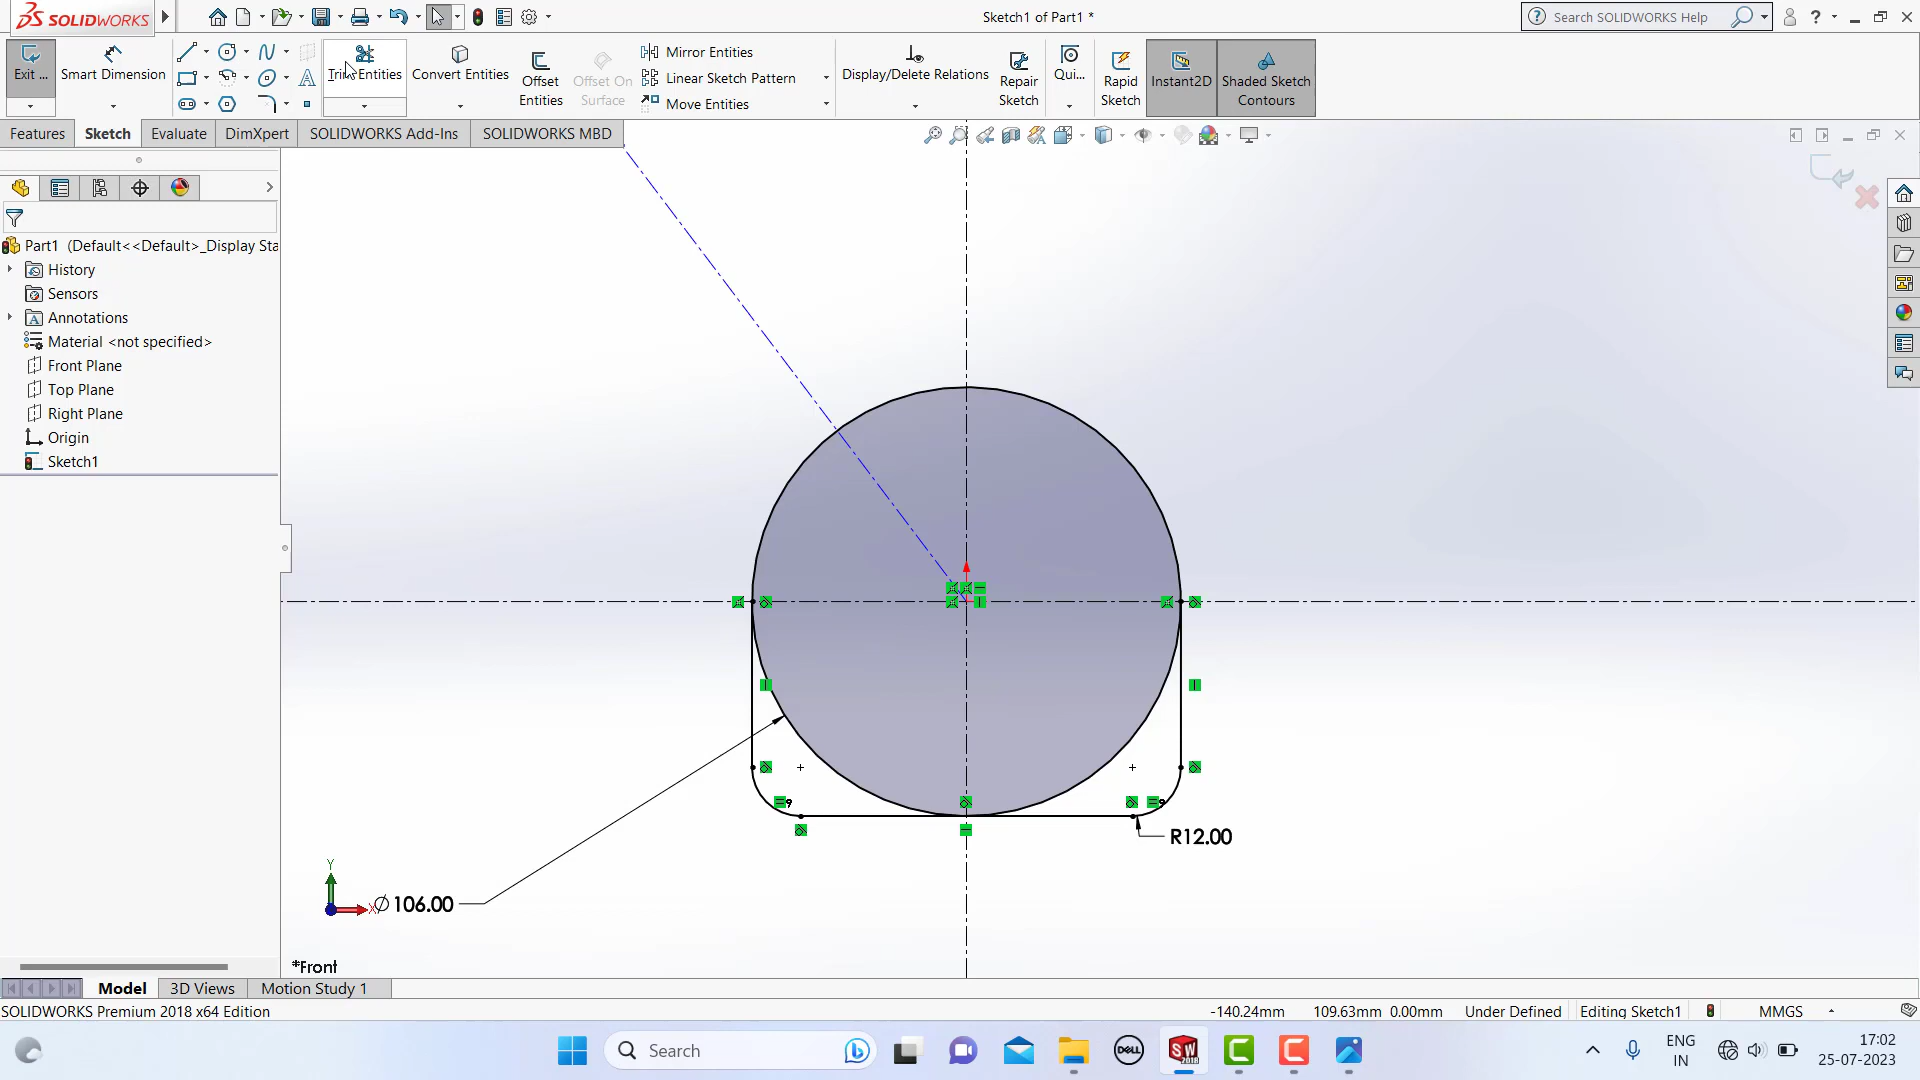 SOLIDWORKS
Sketch1 of Part1 *
Search SOLIDWORKS Help
Exit ...
Smart Dimension
Trim Entities
Convert Entities
Offset Entities
Offset On Surface
Mirror Entities
Linear Sketch Pattern
Move Entities
Display/Delete Relations
Repair Sketch
Qui...
Rapid Sketch
Instant2D
Shaded Sketch Contours
Features
Sketch
Evaluate
DimXpert
SOLIDWORKS Add-Ins
SOLIDWORKS MBD
Part1 (Default<<Default>_Display Sta
History
Sensors
Annotations
Material <not specified>
Front Plane
Top Plane
Right Plane
Origin
Sketch1
R12.00
Y
X
∅ 106.00
*Front
Model
3D Views
Motion Study 1
SOLIDWORKS Premium 2018 x64 Edition
-140.24mm 109.63mm 0.00mm Under Defined Editing Sketch1 MMGS
Search
DELL
SW
2018
ENG
IN
17:02
25-07-2023